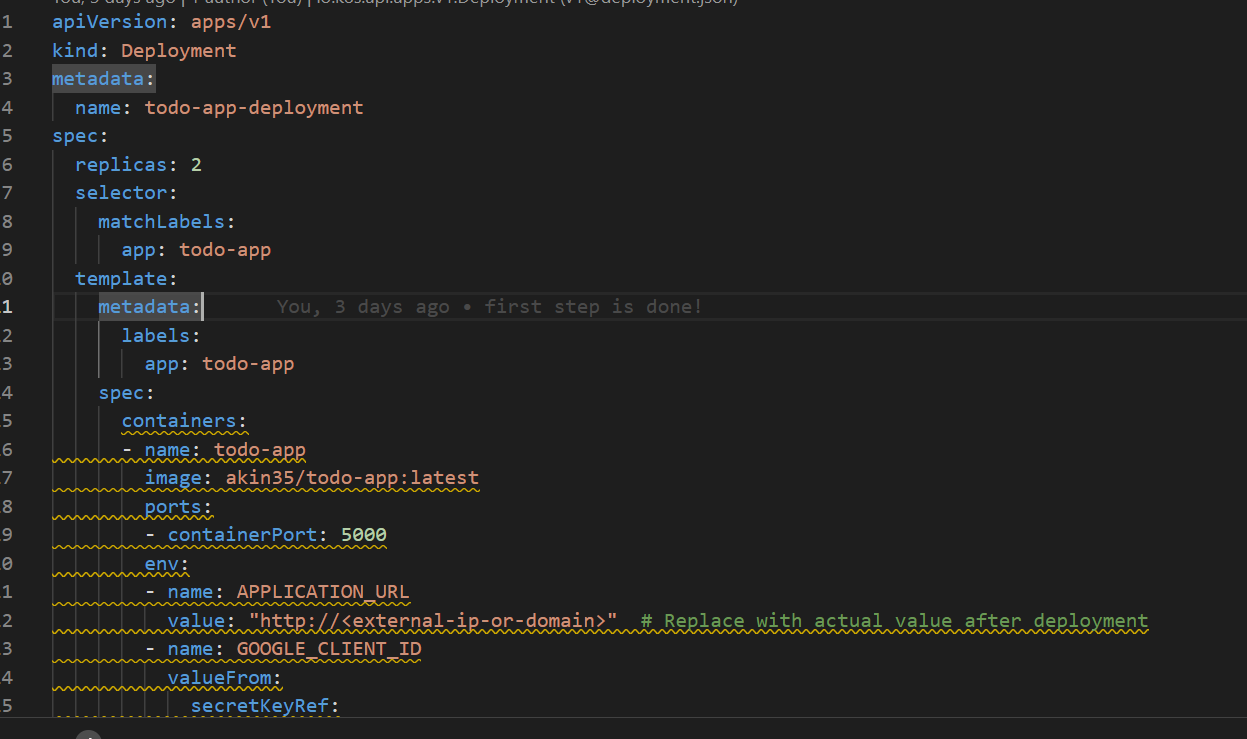 You, 3 days ago | 1 author (You) | io.k8s.api.apps.v1.Deployment (v1@deployment.json)
1 apiVersion: apps/v1
2 kind: Deployment
3 metadata:
4   name: todo-app-deployment
5 spec:
6   replicas: 2
7   selector:
8     matchLabels:
9       app: todo-app
0   template:
1     metadata: You, 3 days ago • first step is done!
2       labels:
3         app: todo-app
4     spec:
5       containers:
6       - name: todo-app
7         image: akin35/todo-app:latest
8         ports:
9         - containerPort: 5000
0         env:
1         - name: APPLICATION_URL
2           value: "http://<external-ip-or-domain>"  # Replace with actual value after deployment
3         - name: GOOGLE_CLIENT_ID
4           valueFrom:
5             secretKeyRef: